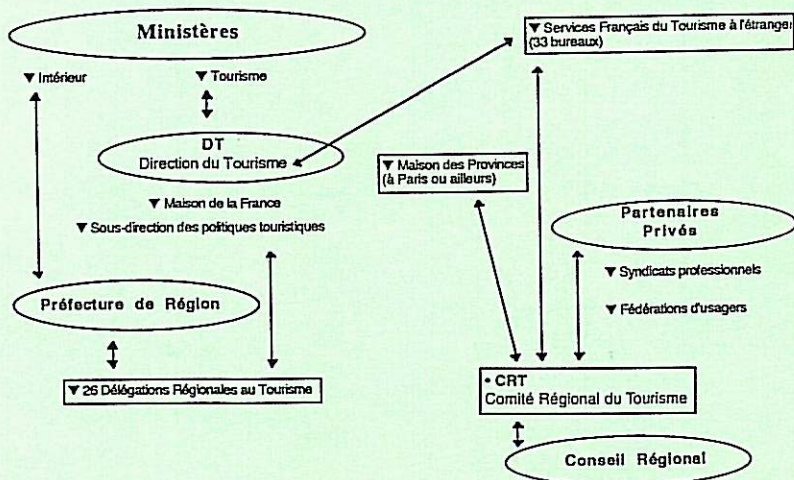 Ministères
▼ Services Français du Tourisme à l'étranger
(33 bureaux)
▼ Intérieur
▼ Tourisme
DT
Direction du Tourisme
▼ Maison des Provinces
(à Paris ou ailleurs)
▼ Maison de la France
▼ Sous-direction des politiques touristiques
Partenaires
Privés
▼ Syndicats professionnels
▼ Fédérations d'usagers
Préfecture de Région
▼ 26 Délégations Régionales au Tourisme
• CRT
Comité Régional du Tourisme
Conseil Régional